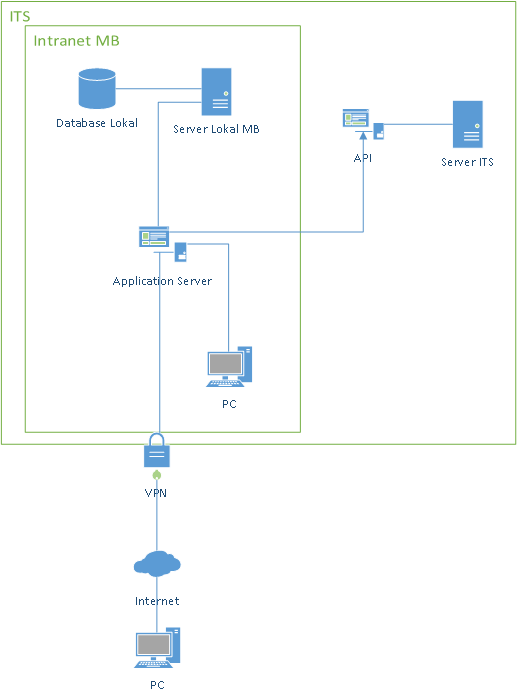 ITS
Intranet MB
Database Lokal
Server Lokal MB
API
Server ITS
Application Server
PC
VPN
Internet
PC